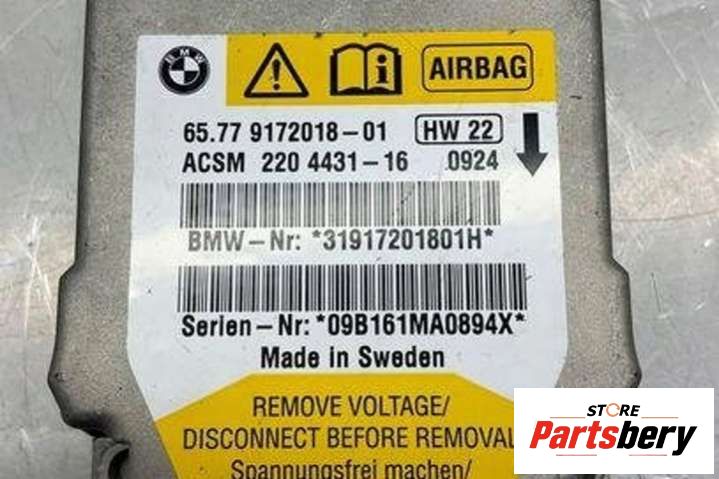 BMW
AIRBAG
65.77 9172018-01 HW 22
ACSM 220 4431-16 0924
BMW-Nr: *31917201801H*
Serien-Nr: *09B161MA0894X*
Made in Sweden
REMOVE VOLTAGE/
DISCONNECT BEFORE REMOVAL
Spannungsfrei machen/
STORE
Partsbery